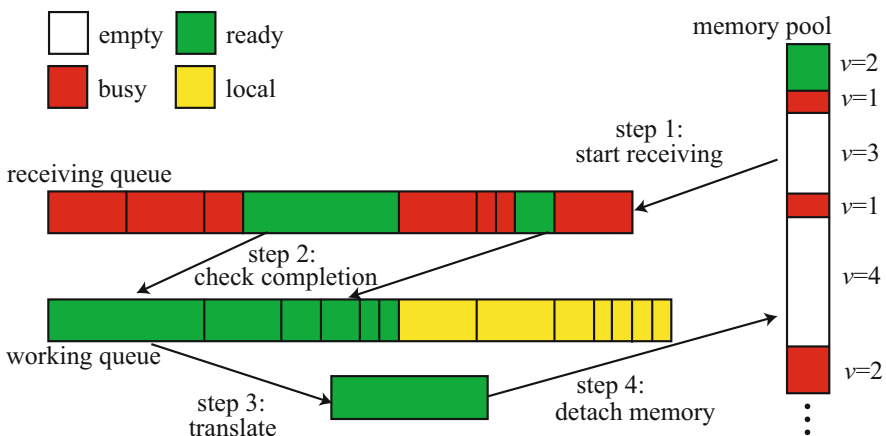 empty
ready
busy
local
memory pool
v=2
v=1
step 1:
start receiving
v=3
receiving queue
v=1
step 2:
check completion
v=4
working queue
v=2
step 3:
translate
step 4:
detach memory